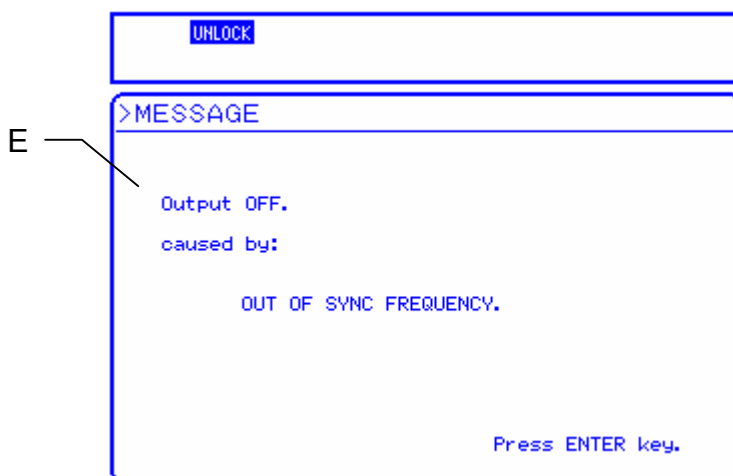 UNLOCK
>MESSAGE
E
Output OFF.
caused by:
OUT OF SYNC FREQUENCY.
Press ENTER key.